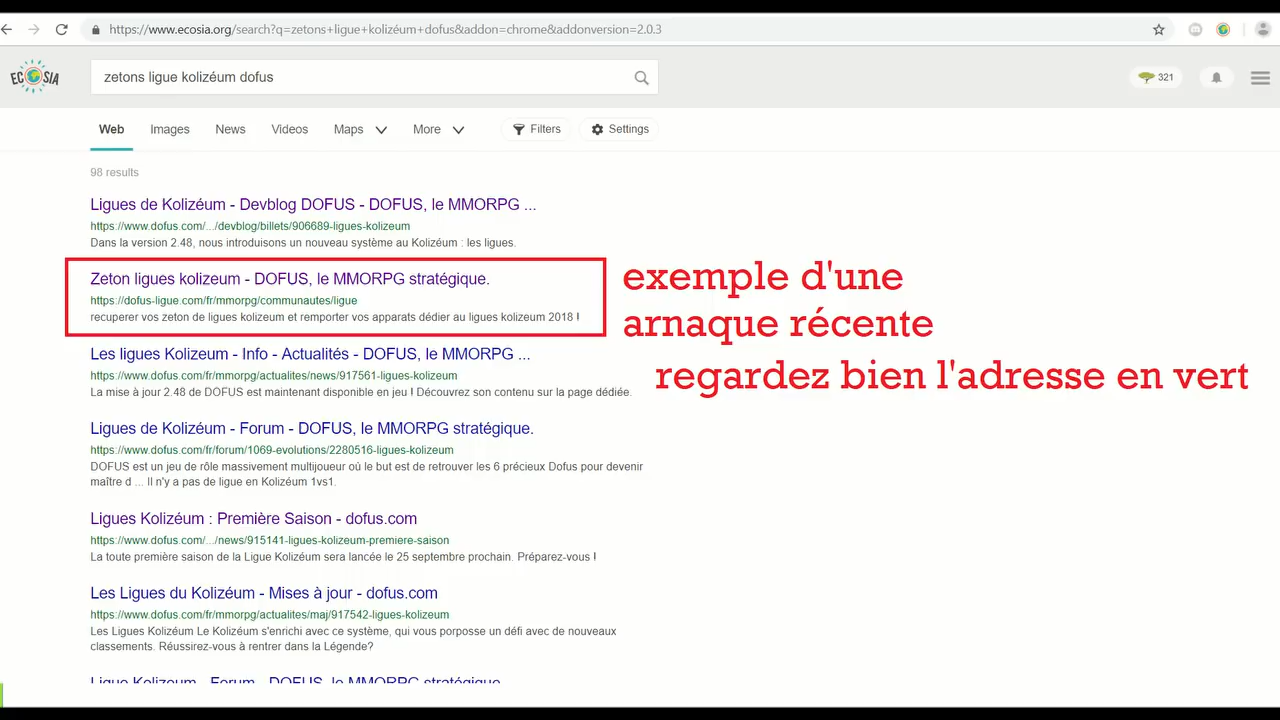 https://www.ecosia.org/search?q=zetons+ligue+kolizéum+dofus&addon=chrome&addonversion=2.0.3
ECOSIA
zetons ligue kolizéum dofus
321
Web Images News Videos Maps More Filters Settings
98 results
Ligues de Kolizéum - Devblog DOFUS - DOFUS, le MMORPG ...
https://www.dofus.com/.../devblog/billets/906689-ligues-kolizeum
Dans la version 2.48, nous introduisons un nouveau système au Kolizéum : les ligues.
Zeton ligues kolizeum - DOFUS, le MMORPG stratégique.
https://dofus-ligue.com/fr/mmorpg/communautes/ligue
recuperer vos zeton de ligues kolizeum et remporter vos apparats dédier au ligues kolizeum 2018 !
exemple d'une
arnaque récente
regardez bien l'adresse en vert
Les ligues Kolizeum - Info - Actualités - DOFUS, le MMORPG ...
https://www.dofus.com/fr/mmorpg/actualites/news/917561-ligues-kolizeum
La mise à jour 2.48 de DOFUS est maintenant disponible en jeu ! Découvrez son contenu sur la page dédiée.
Ligues de Kolizéum - Forum - DOFUS, le MMORPG stratégique.
https://www.dofus.com/fr/forum/1069-evolutions/2280516-ligues-kolizeum
DOFUS est un jeu de rôle massivement multijoueur où le but est de retrouver les 6 précieux Dofus pour devenir
maître d ... Il n'y a pas de ligue en Kolizéum 1vs1.
Ligues Kolizéum : Première Saison - dofus.com
https://www.dofus.com/.../news/915141-ligues-kolizeum-premiere-saison
La toute première saison de la Ligue Kolizéum sera lancée le 25 septembre prochain. Préparez-vous !
Les Ligues du Kolizéum - Mises à jour - dofus.com
https://www.dofus.com/fr/mmorpg/actualites/maj/917542-ligues-kolizeum
Les Ligues Kolizéum Le Kolizéum s'enrichi avec ce système, qui vous porposse un défi avec de nouveaux
classements. Réussirez-vous à rentrer dans la Légende?
Ligue Kolizeum - Forum - DOFUS, le MMORPG stratégique